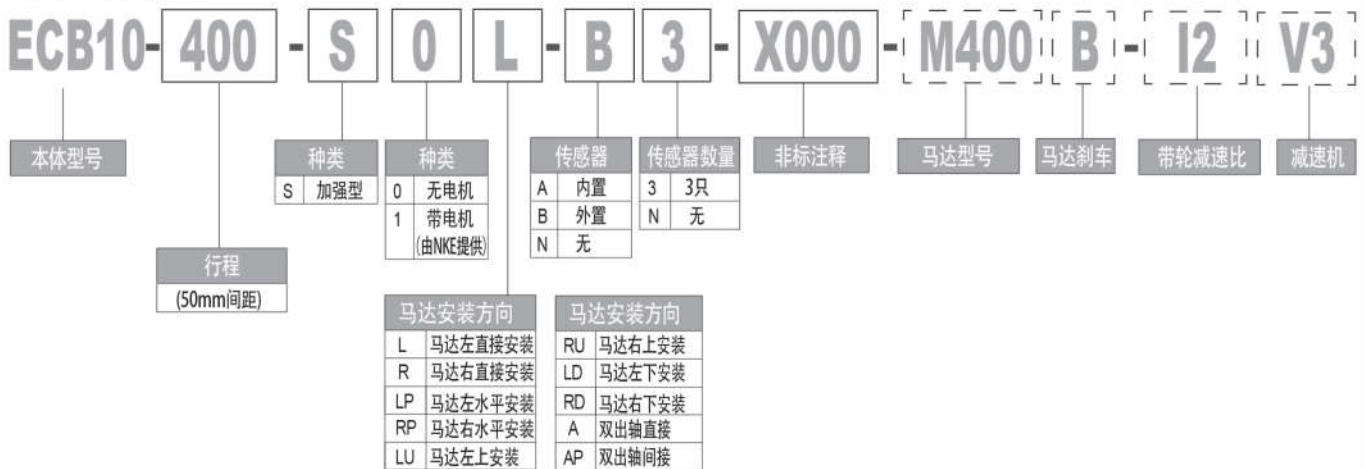 ECB10-400-S0L-B3-X000-M400B-I2V3
本体型号
种类
种类
传感器
传感器数量
非标注释
马达型号
马达刹车
带轮减速比
减速机
S 加强型
0 无电机
1 带电机
(由NKE提供)
A 内置
B 外置
N 无
3 3只
N 无
行程
(50mm间距)
马达安装方向
L 马达左直接安装
R 马达右直接安装
LP 马达左水平安装
RP 马达右水平安装
LU 马达左上安装
马达安装方向
RU 马达右上安装
LD 马达左下安装
RD 马达右下安装
A 双出轴直接
AP 双出轴间接